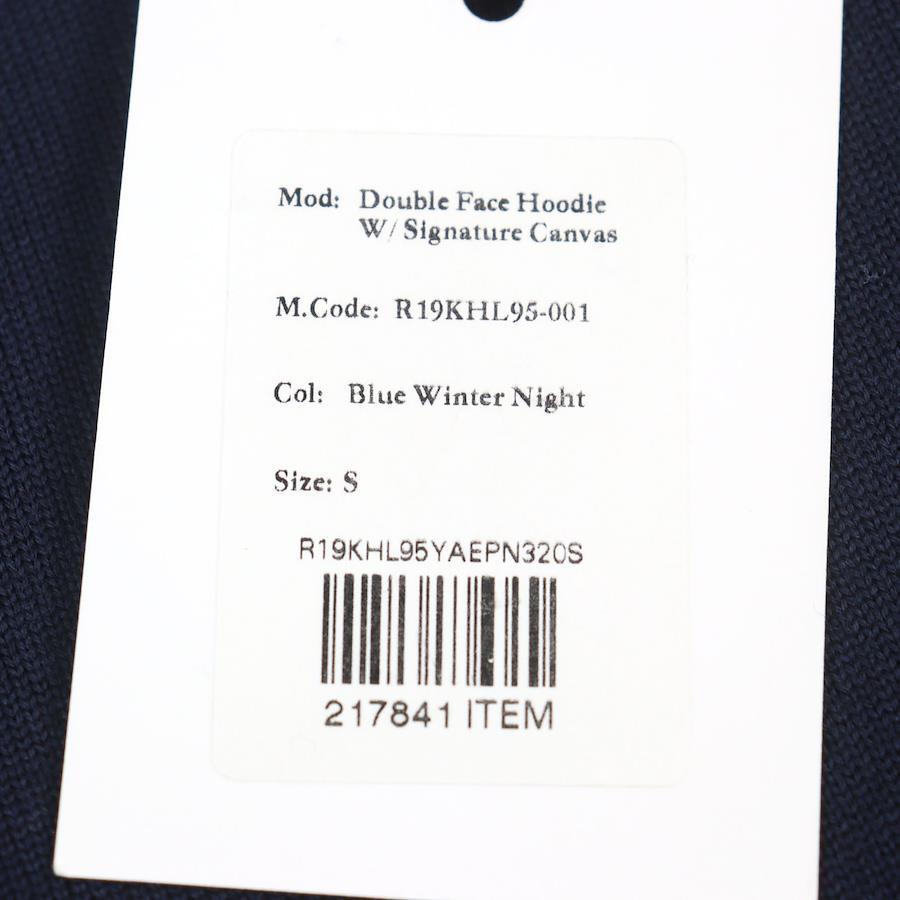 Mod: Double Face Hoodie
W/ Signature Canvas
M.Code: R19KHL95-001
Col: Blue Winter Night
Size: S
R19KHL95YAEPN320S
217841 ITEM